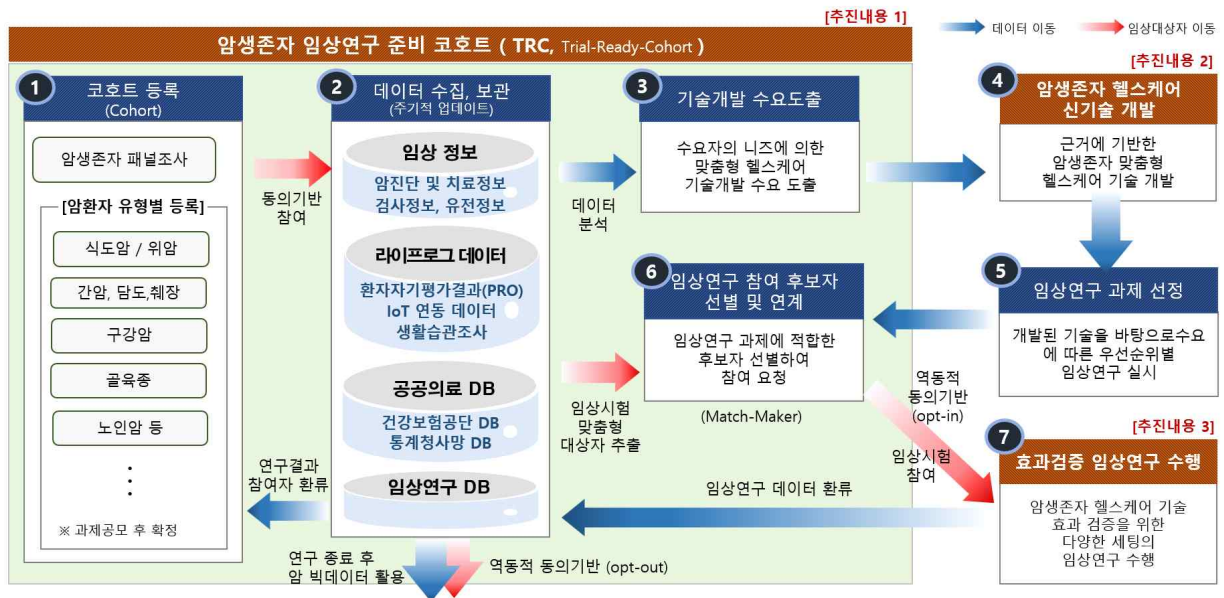 [추진내용 1]
데이터 이동
임상대상자 이동
암생존자 임상연구 준비 코호트 ( TRC, Trial-Ready-Cohort )
1
코호트 등록
(Cohort)
암생존자 패널조사
[암환자 유형별 등록]
식도암 / 위암
간암, 담도,췌장
구강암
골육종
노인암 등
※ 과제공모 후 확정
동의기반
참여
연구결과
참여자 환류
2
데이터 수집, 보관
(주기적 업데이트)
임상 정보
암진단 및 치료정보
검사정보, 유전정보
라이프로그 데이터
환자자기평가결과(PRO)
IoT 연동 데이터
생활습관조사
공공의료 DB
건강보험공단 DB
통계청사망 DB
임상연구 DB
연구 종료 후
암 빅데이터 활용
역동적 동의기반 (opt-out)
데이터
분석
임상시험
맞춤형
대상자 추출
3
기술개발 수요도출
수요자의 니즈에 의한
맞춤형 헬스케어
기술개발 수요 도출
[추진내용 2]
4
암생존자 헬스케어
신기술 개발
근거에 기반한
암생존자 맞춤형
헬스케어 기술 개발
5
임상연구 과제 선정
개발된 기술을 바탕으로수요
에 따른 우선순위별
임상연구 실시
6
임상연구 참여 후보자
선별 및 연계
임상연구 과제에 적합한
후보자 선별하여
참여 요청
(Match-Maker)
역동적
동의기반
(opt-in)
임상시험
참여
임상연구 데이터 환류
[추진내용 3]
7
효과검증 임상연구 수행
암생존자 헬스케어 기술
효과 검증을 위한
다양한 세팅의
임상연구 수행